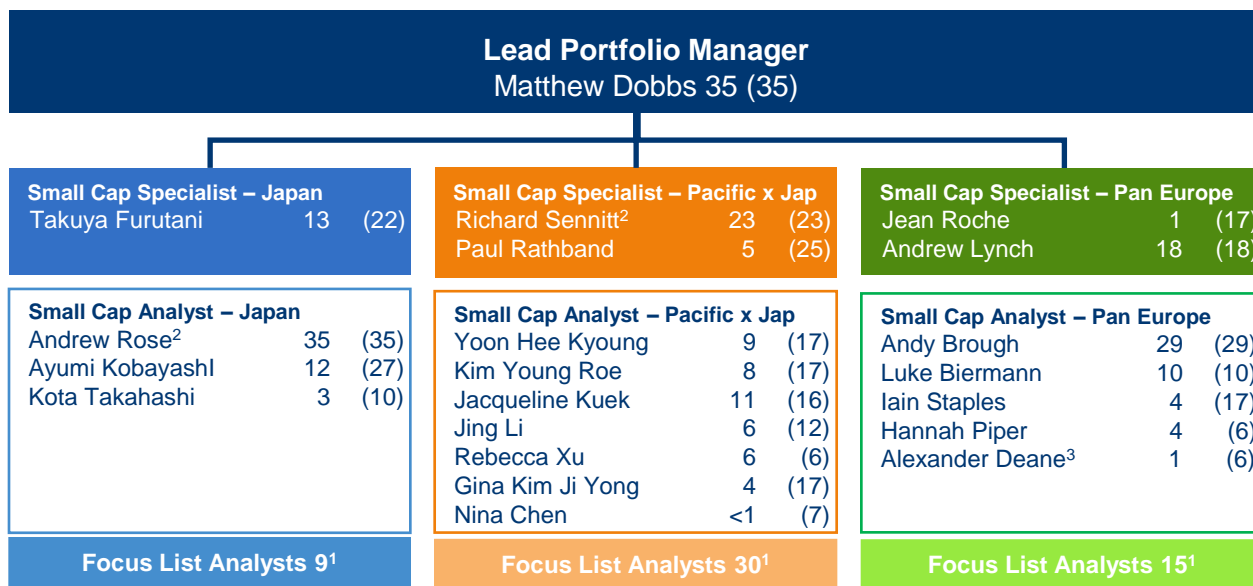 Lead Portfolio Manager
Matthew Dobbs 35 (35)
Small Cap Specialist – Japan
Takuya Furutani 13 (22)
Small Cap Specialist – Pacific x Jap
Richard Sennitt² 23 (23)
Paul Rathband 5 (25)
Small Cap Specialist – Pan Europe
Jean Roche 1 (17)
Andrew Lynch 18 (18)
Small Cap Analyst – Japan
Andrew Rose² 35 (35)
Ayumi KobayashI 12 (27)
Kota Takahashi 3 (10)
Small Cap Analyst – Pacific x Jap
Yoon Hee Kyoung 9 (17)
Kim Young Roe 8 (17)
Jacqueline Kuek 11 (16)
Jing Li 6 (12)
Rebecca Xu 6 (6)
Gina Kim Ji Yong 4 (17)
Nina Chen <1 (7)
Small Cap Analyst – Pan Europe
Andy Brough 29 (29)
Luke Biermann 10 (10)
Iain Staples 4 (17)
Hannah Piper 4 (6)
Alexander Deane³ 1 (6)
Focus List Analysts 9¹
Focus List Analysts 30¹
Focus List Analysts 15¹